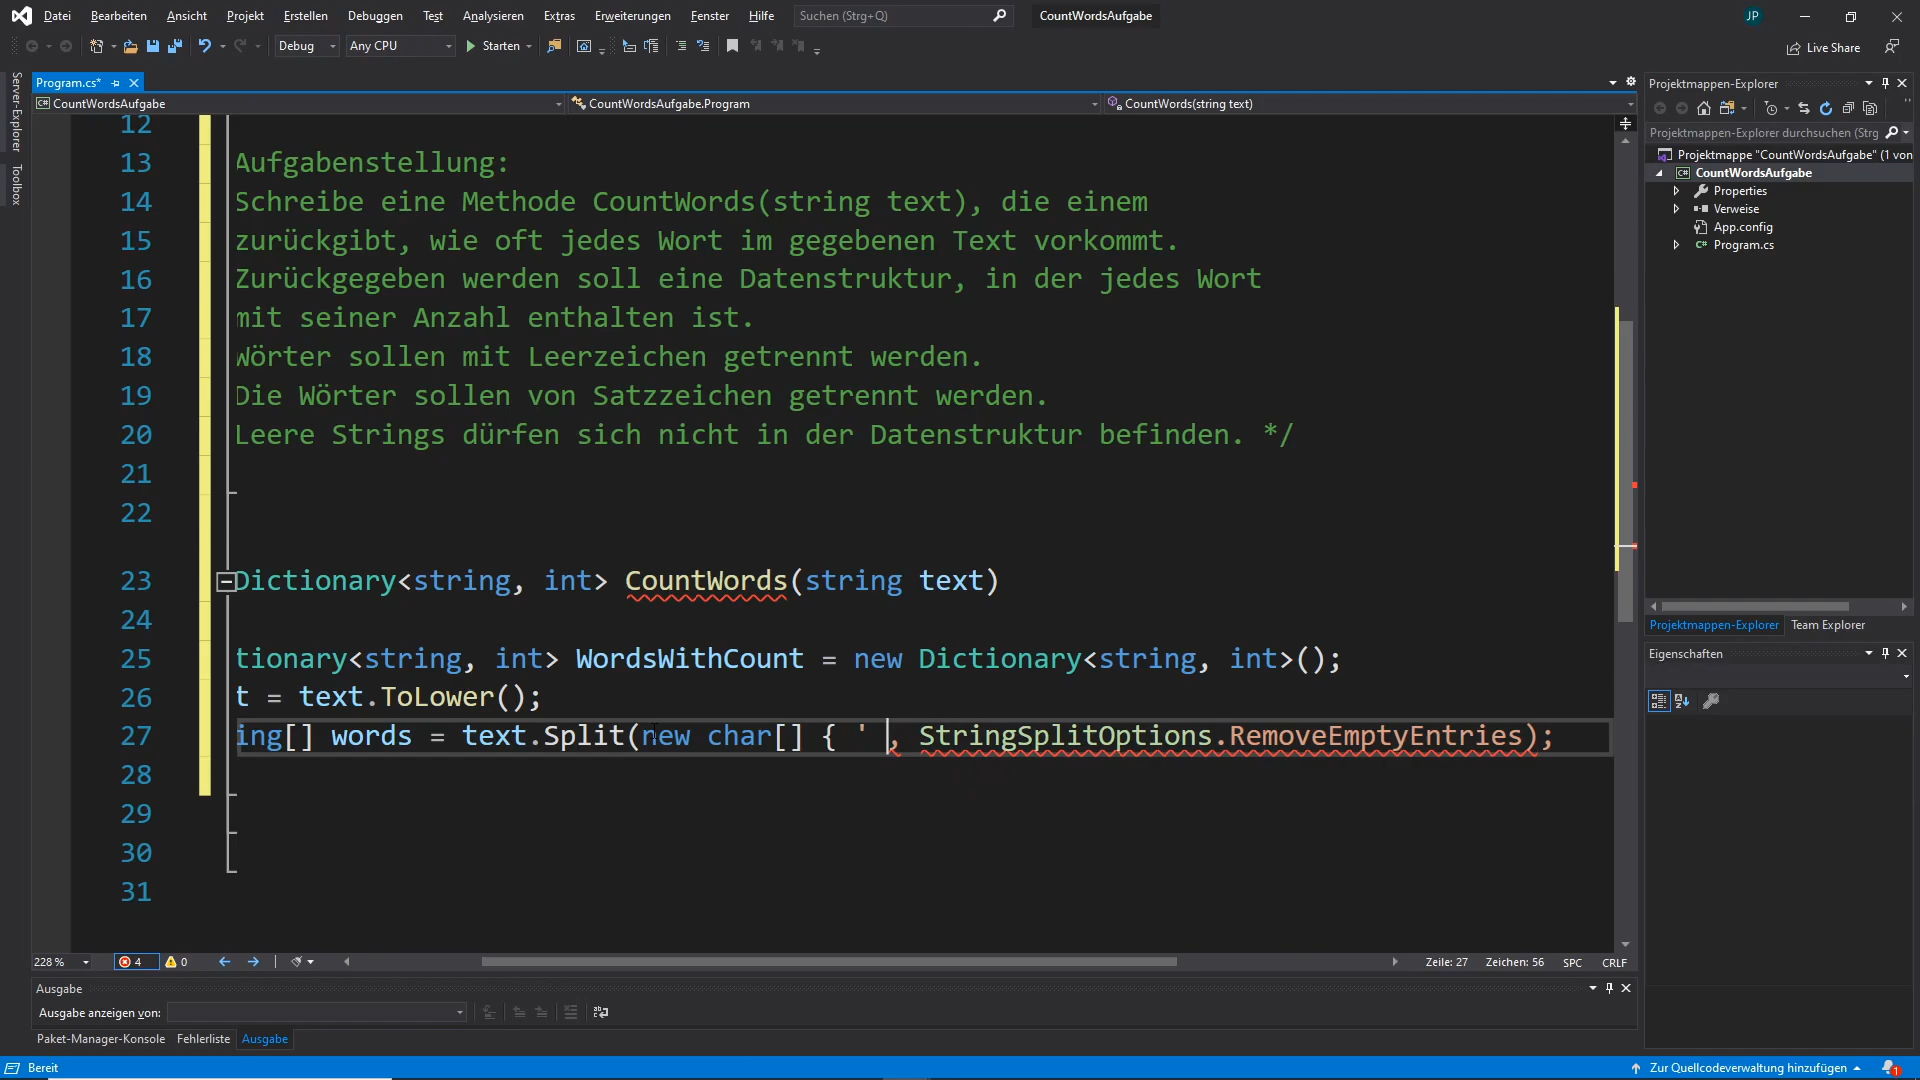 Datei Bearbeiten Ansicht Projekt Erstellen Debuggen Test Analysieren Extras Erweiterungen Fenster Hilfe Suchen (Strg+Q) CountWordsAufgabe JP
Debug Any CPU Starten Live Share
Program.cs* Projektmappen-Explorer
CountWordsAufgabe CountWordsAufgabe.Program CountWords(string text)
Server-Explorer
Toolbox
12
13 Aufgabenstellung:
14 Schreibe eine Methode CountWords(string text), die einem
15 zurückgibt, wie oft jedes Wort im gegebenen Text vorkommt.
16 Zurückgegeben werden soll eine Datenstruktur, in der jedes Wort
17 mit seiner Anzahl enthalten ist.
18 Wörter sollen mit Leerzeichen getrennt werden.
19 Die Wörter sollen von Satzzeichen getrennt werden.
20 Leere Strings dürfen sich nicht in der Datenstruktur befinden. */
21
22
23 Dictionary<string, int> CountWords(string text)
24
25 tionary<string, int> WordsWithCount = new Dictionary<string, int>();
26 t = text.ToLower();
27 ing[] words = text.Split(new char[] { ' , StringSplitOptions.RemoveEmptyEntries);
28
29
30
31
228 % 4 0 Zeile: 27 Zeichen: 56 SPC CRLF
Ausgabe
Ausgabe anzeigen von:
Paket-Manager-Konsole Fehlerliste Ausgabe
Projektmappen-Explorer durchsuchen (Strg
Projektmappe "CountWordsAufgabe" (1 von
CountWordsAufgabe
Properties
Verweise
App.config
C# Program.cs
Projektmappen-Explorer Team Explorer
Eigenschaften
Bereit Zur Quellcodeverwaltung hinzufügen 1